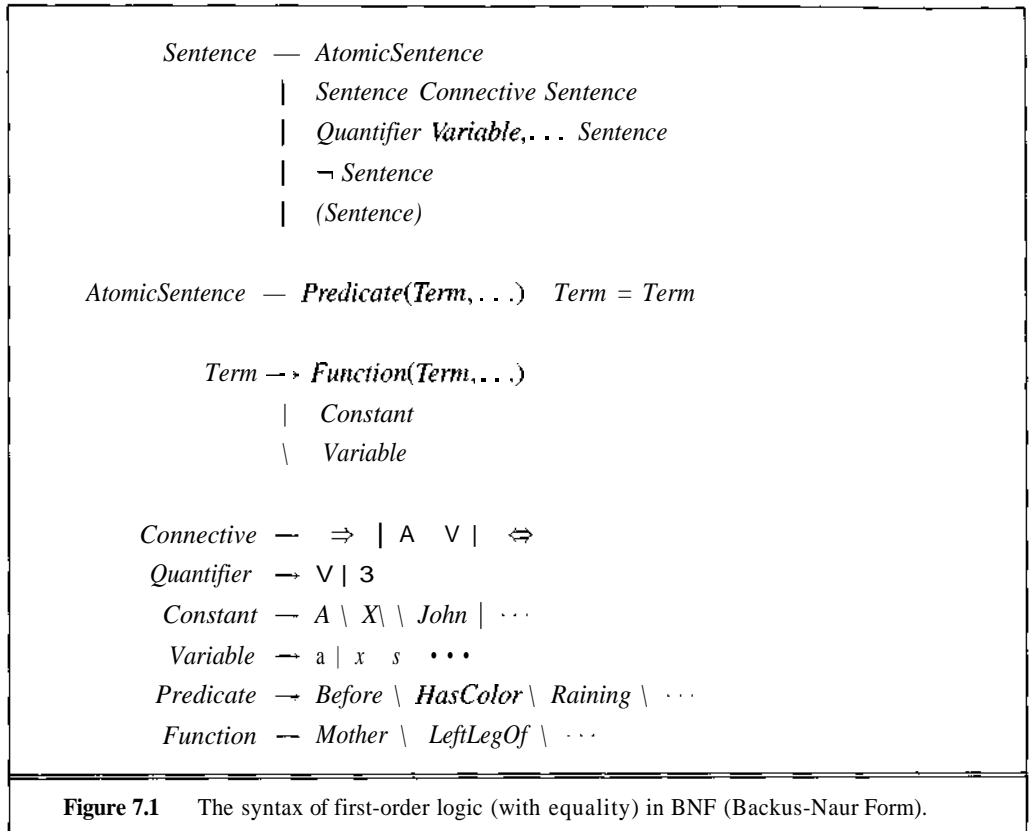 Sentence — AtomicSentence
| Sentence Connective Sentence
| Quantifier Variable,... Sentence
| ¬ Sentence
| (Sentence)
AtomicSentence — Predicate(Term,...) Term = Term
Term → Function(Term,...)
| Constant
\ Variable
Connective — ⇒ | A V | ⇔
Quantifier → V | 3
Constant — A \ X\ \ John | ···
Variable → a | x s •••
Predicate → Before \ HasColor \ Raining \ ···
Function — Mother \ LeftLegOf \ ···
Figure 7.1 The syntax of first-order logic (with equality) in BNF (Backus-Naur Form).